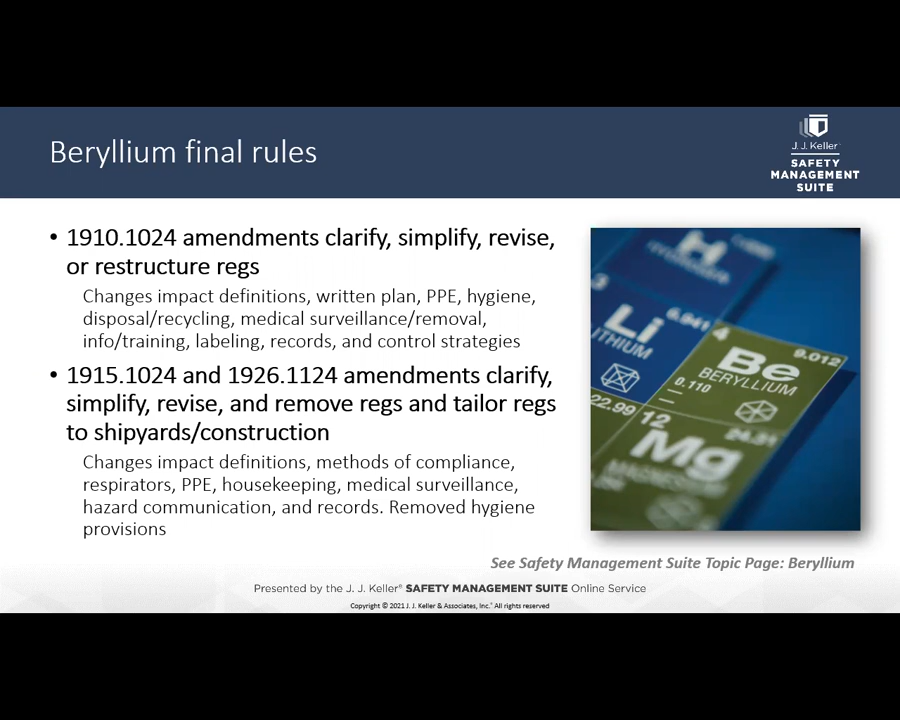 Beryllium final rules
J. J. Keller
SAFETY
MANAGEMENT
SUITE
• 1910.1024 amendments clarify, simplify, revise,
or restructure regs
Changes impact definitions, written plan, PPE, hygiene,
disposal/recycling, medical surveillance/removal,
info/training, labeling, records, and control strategies
• 1915.1024 and 1926.1124 amendments clarify,
simplify, revise, and remove regs and tailor regs
to shipyards/construction
Changes impact definitions, methods of compliance,
respirators, PPE, housekeeping, medical surveillance,
hazard communication, and records. Removed hygiene
provisions
H
3
Li
6.941
LITHIUM
4
9.012
Be
BERYLLIUM
0.110
22.99
12
24.31
Mg
MAGNESIUM
See Safety Management Suite Topic Page: Beryllium
Presented by the J. J. Keller® SAFETY MANAGEMENT SUITE Online Service
Copyright © 2021 J. J. Keller & Associates, Inc.® All rights reserved